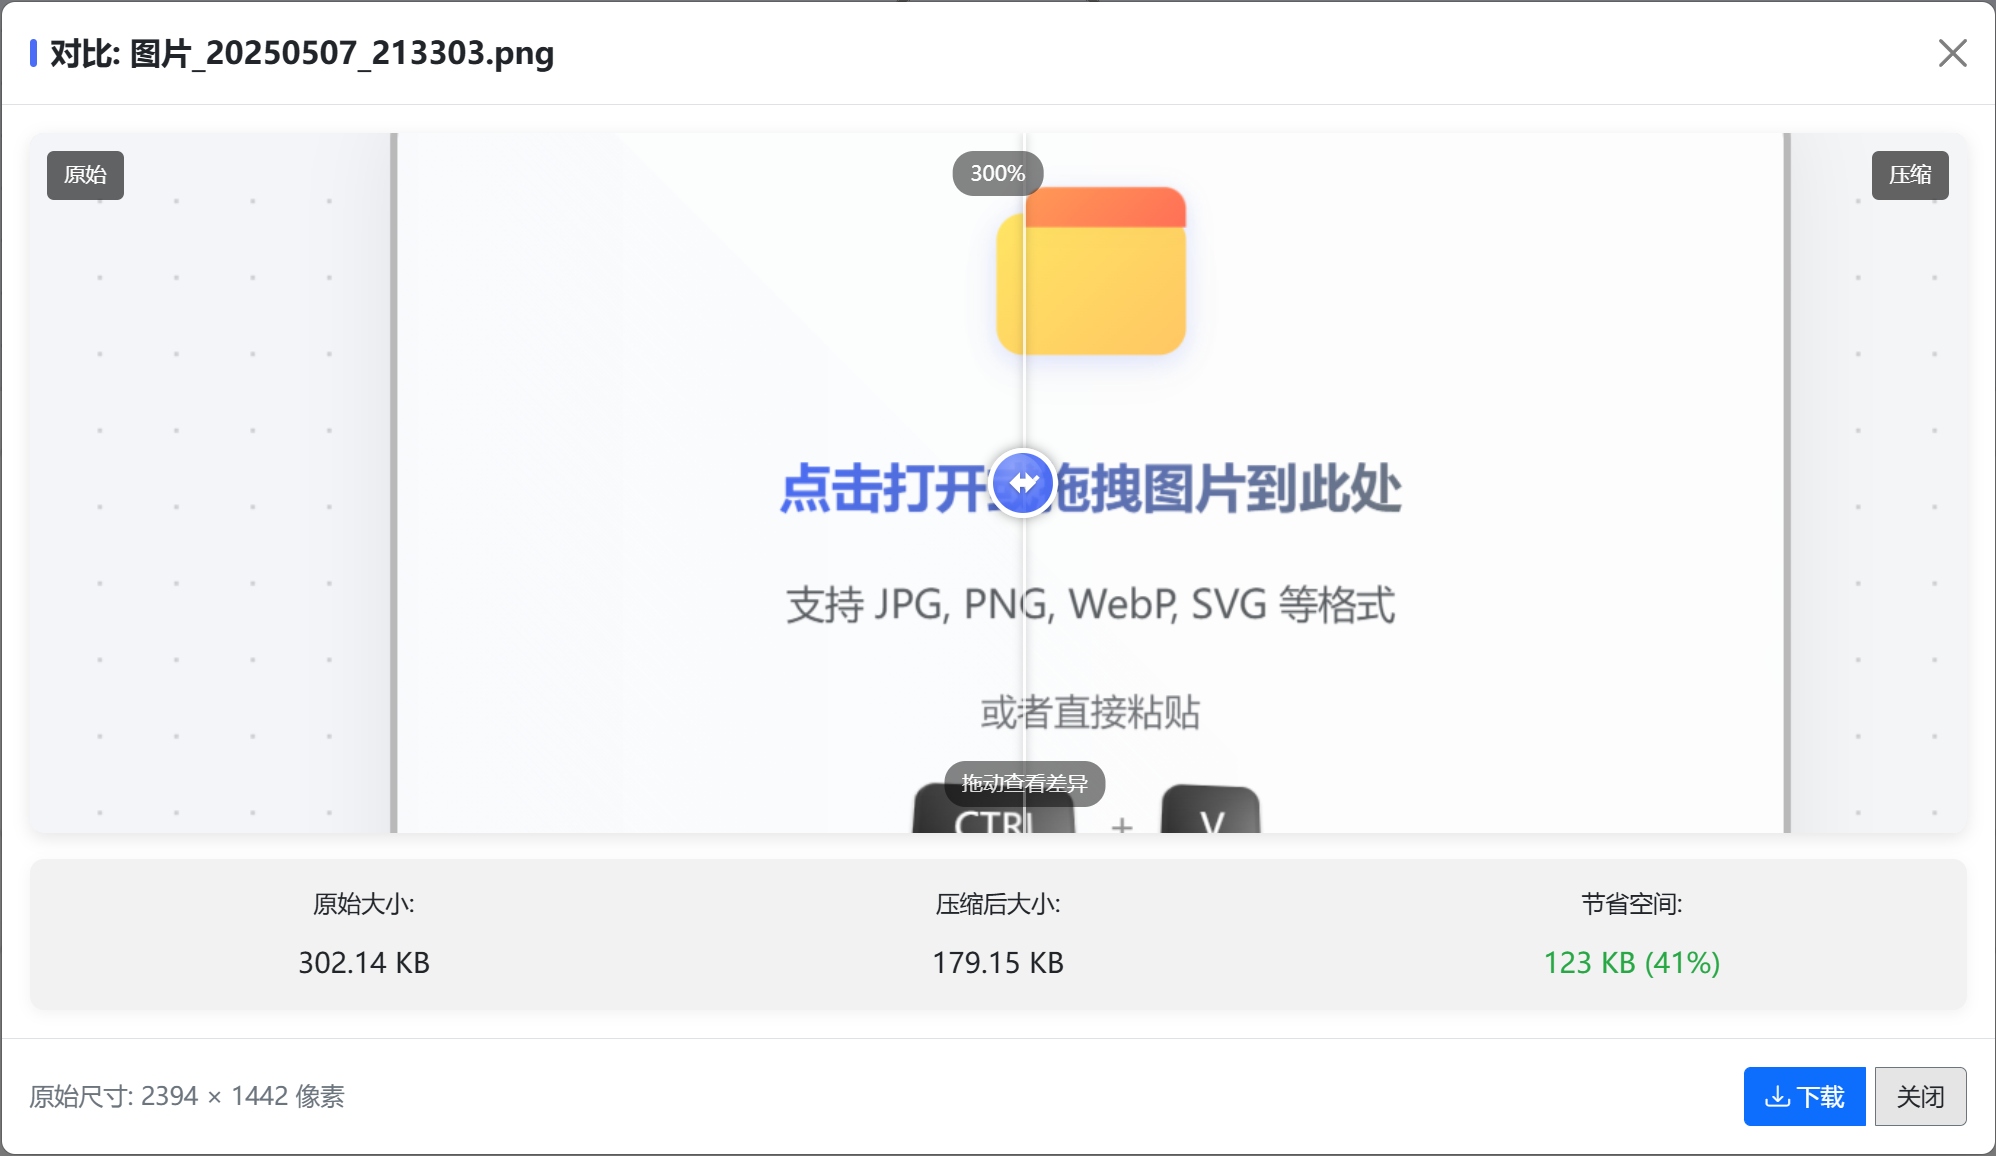 对比: 图片_20250507_213303.png
原始
300%
压缩
点击打开 拖拽图片到此处
支持 JPG, PNG, WebP, SVG 等格式
或者直接粘贴
拖动查看差异
CTRL + V
原始大小:
压缩后大小:
节省空间:
302.14 KB
179.15 KB
123 KB (41%)
原始尺寸: 2394 × 1442 像素
下载
关闭